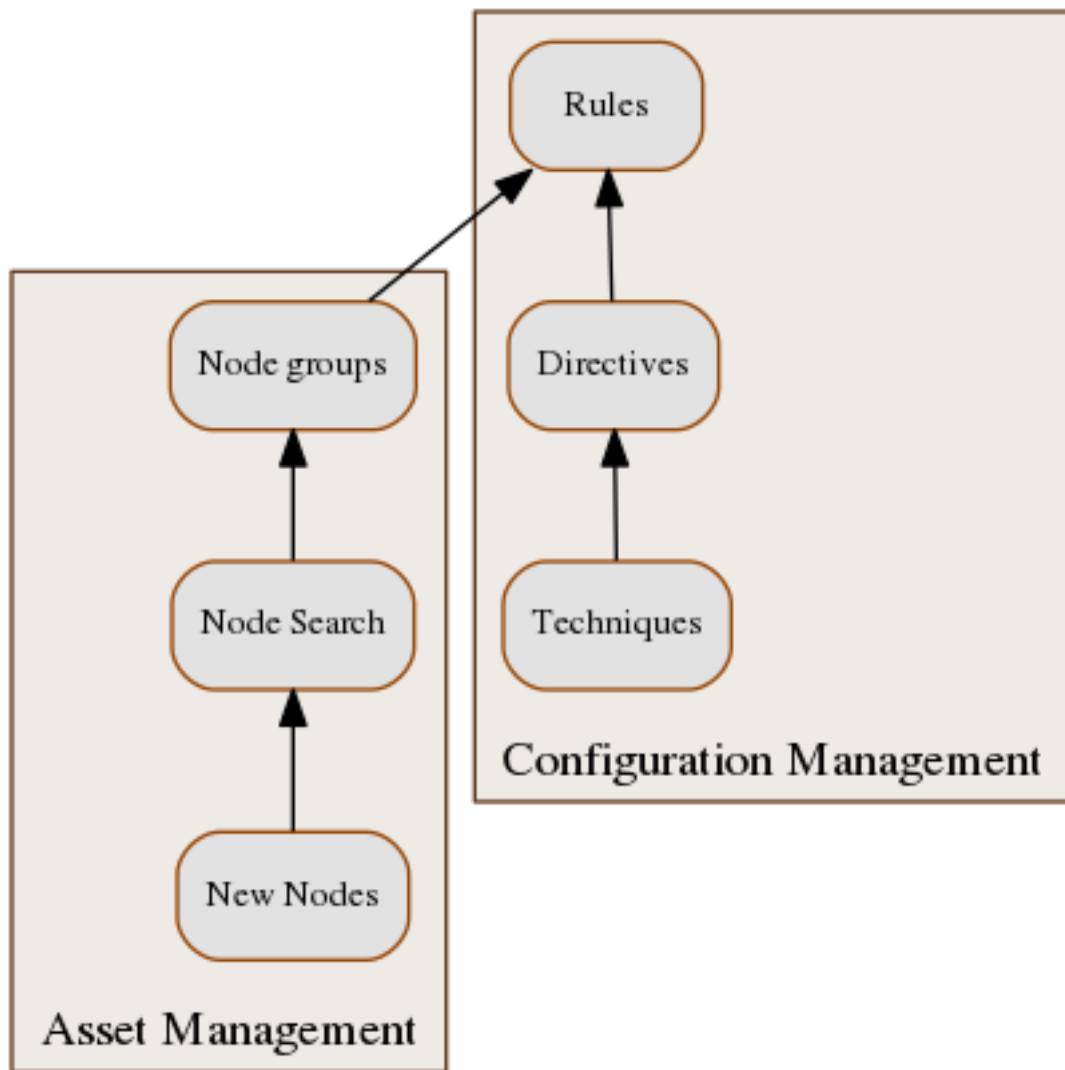 Rules
Node groups
Directives
Node Search
Techniques
Configuration Management
New Nodes
Asset Management